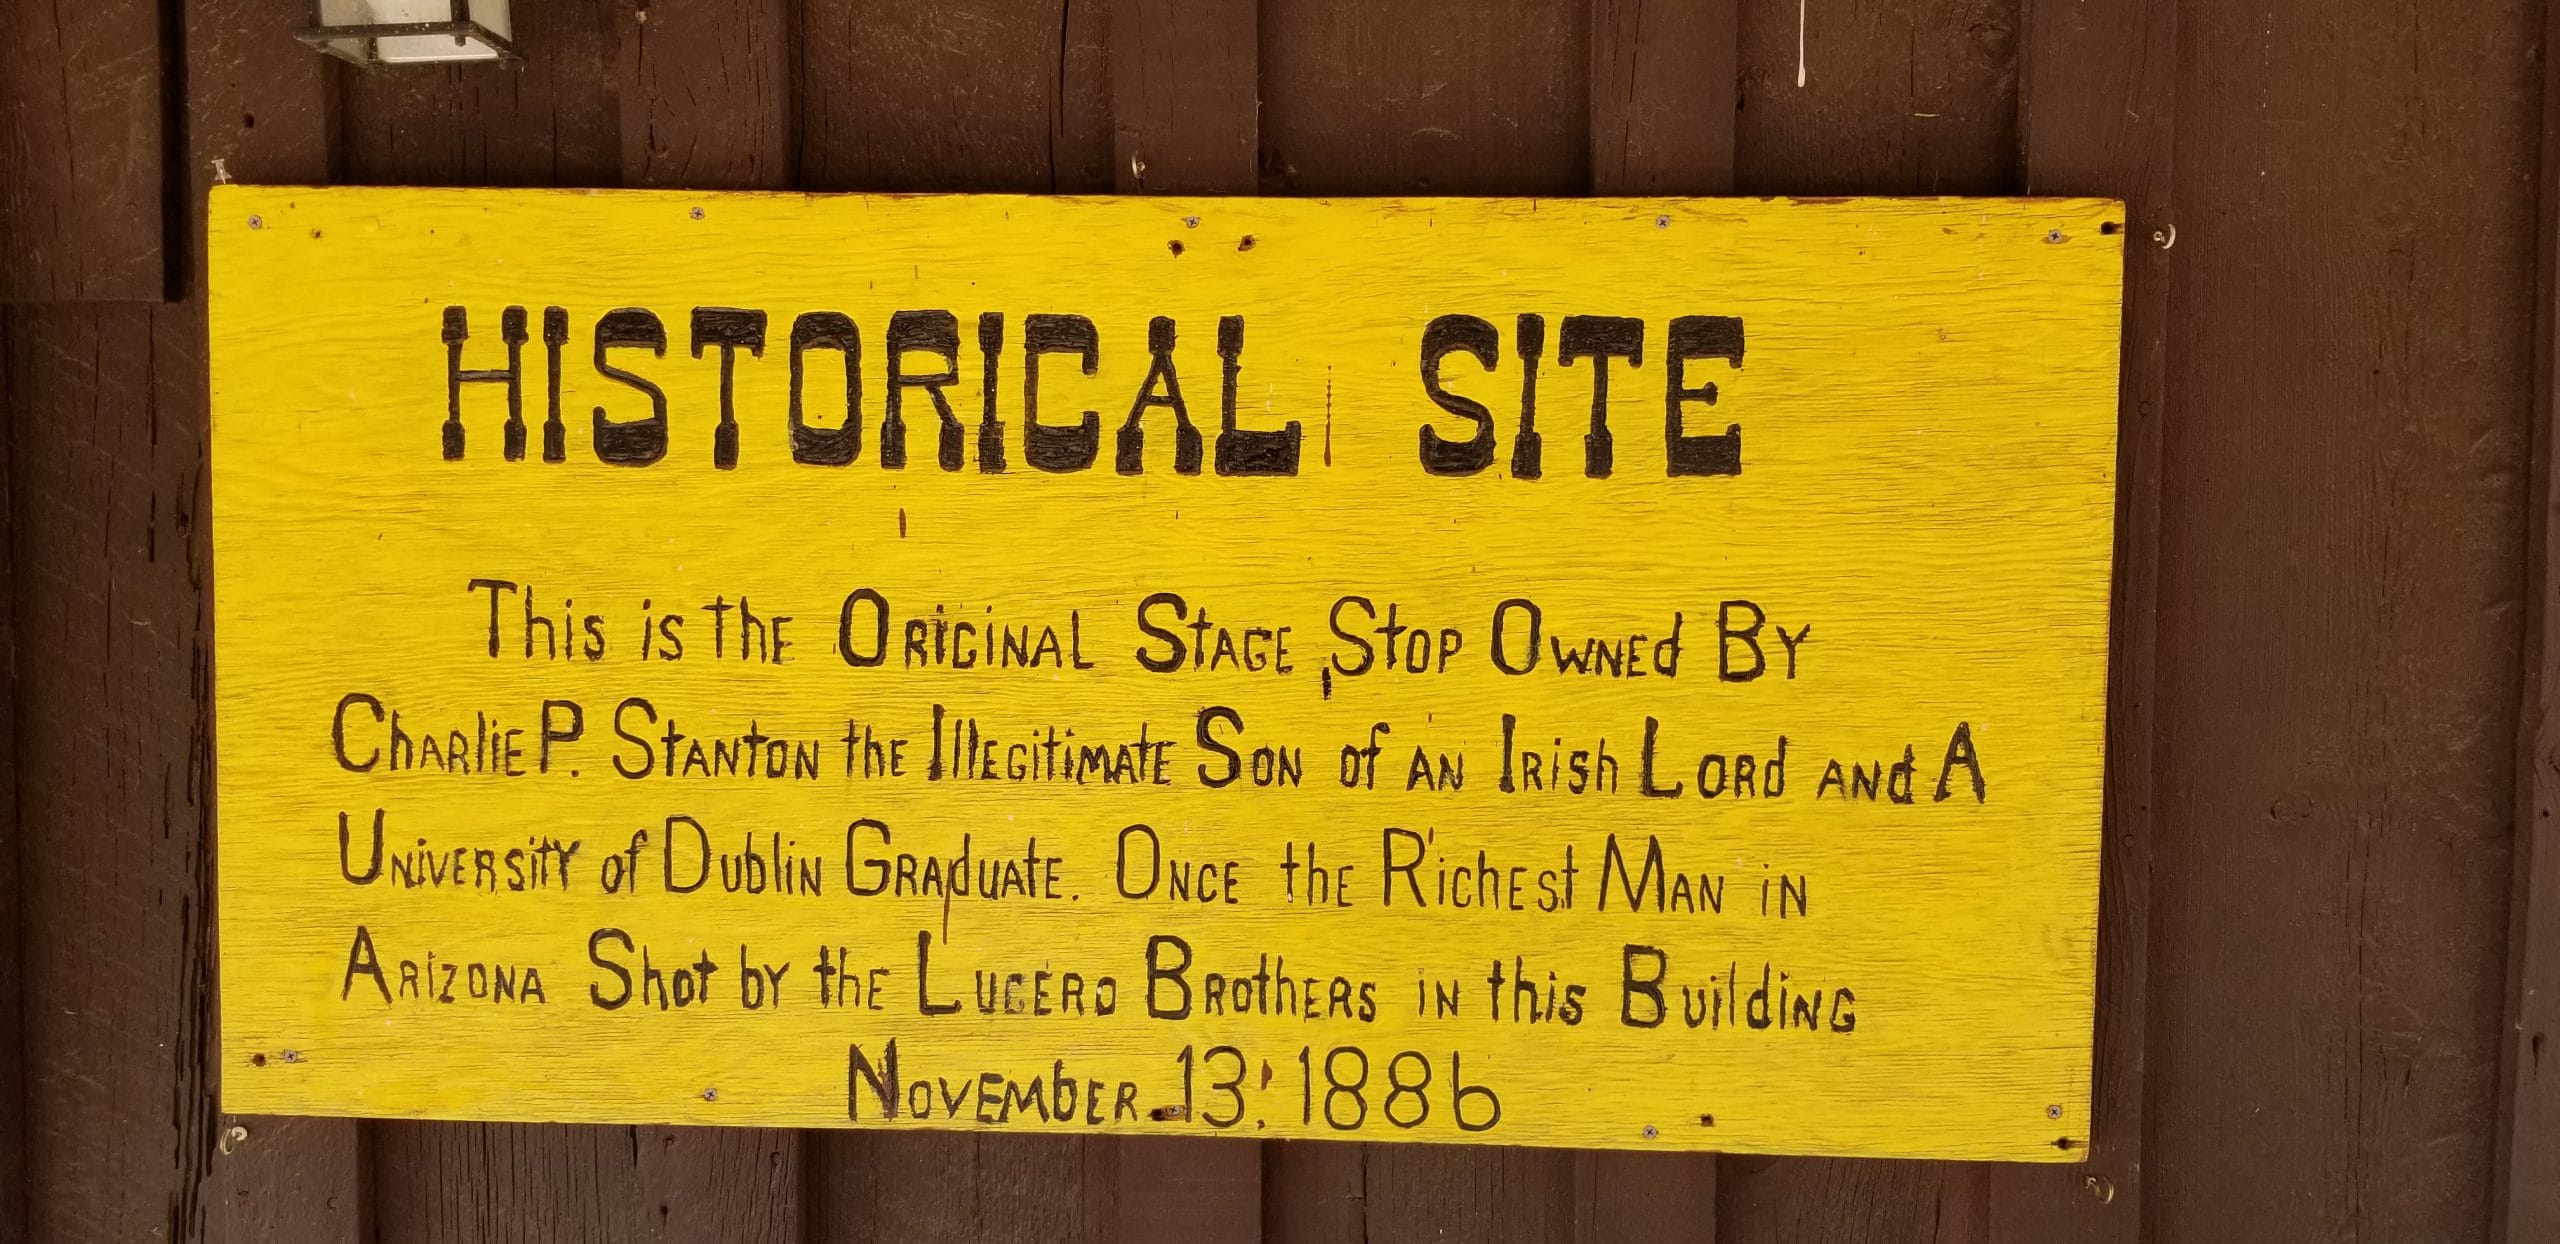 HISTORICAL SITE
This is the Original Stage Stop Owned By
Charlie P. Stanton the Illegitimate Son of an Irish Lord and A
University of Dublin Graduate. Once the Richest Man in
Arizona Shot by the Lucero Brothers in this Building
November 13, 1886